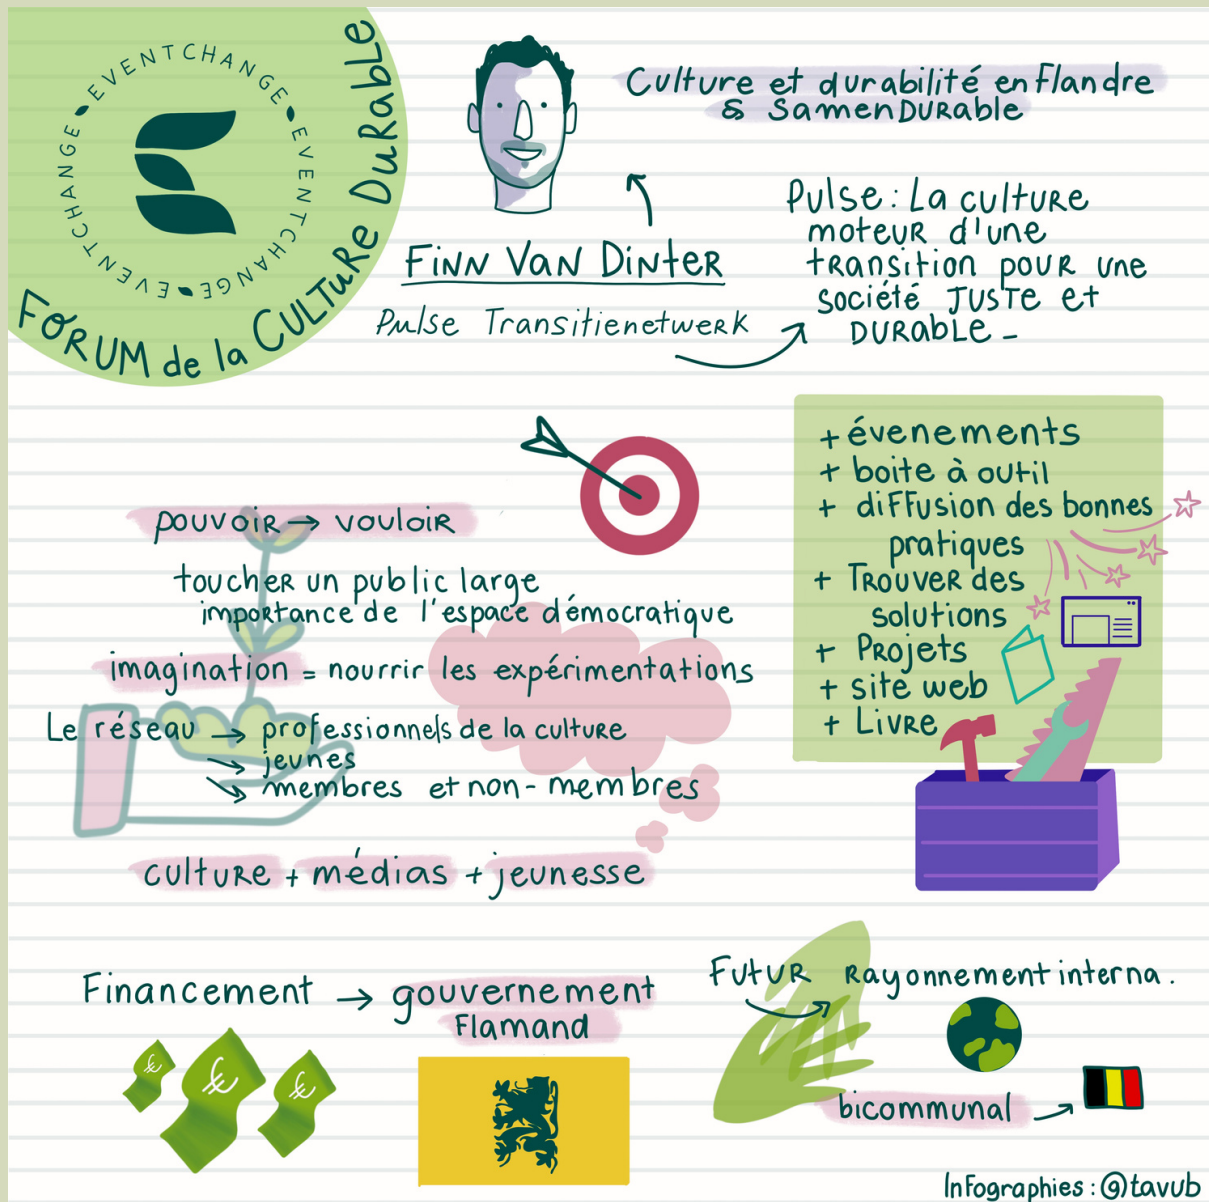 EVENTCHANGE • EVENTCHANGE • EVENTCHANGE •
FORUM de la CULTURE DURable
Culture et durabilité en Flandre
& SamenDURable
Finn Van Dinter
Pulse Transitienetwerk
Pulse : La culture
moteur d'une
transition pour une
société JUSTE et
DURABLE -
pouvoir → vouloir
toucher un public large
importance de l'espace démocratique
imagination = nourrir les expérimentations
Le réseau → professionnels de la culture
→ jeunes
→ membres et non-membres
culture + médias + jeunesse
+ évenements
+ boite à outil
+ diffusion des bonnes
pratiques
+ Trouver des
solutions
+ Projets
+ site web
+ Livre
Financement → gouvernement
Flamand
€ € €
Futur → Rayonnement interna.
bicommunal →
Infographies : @tavub